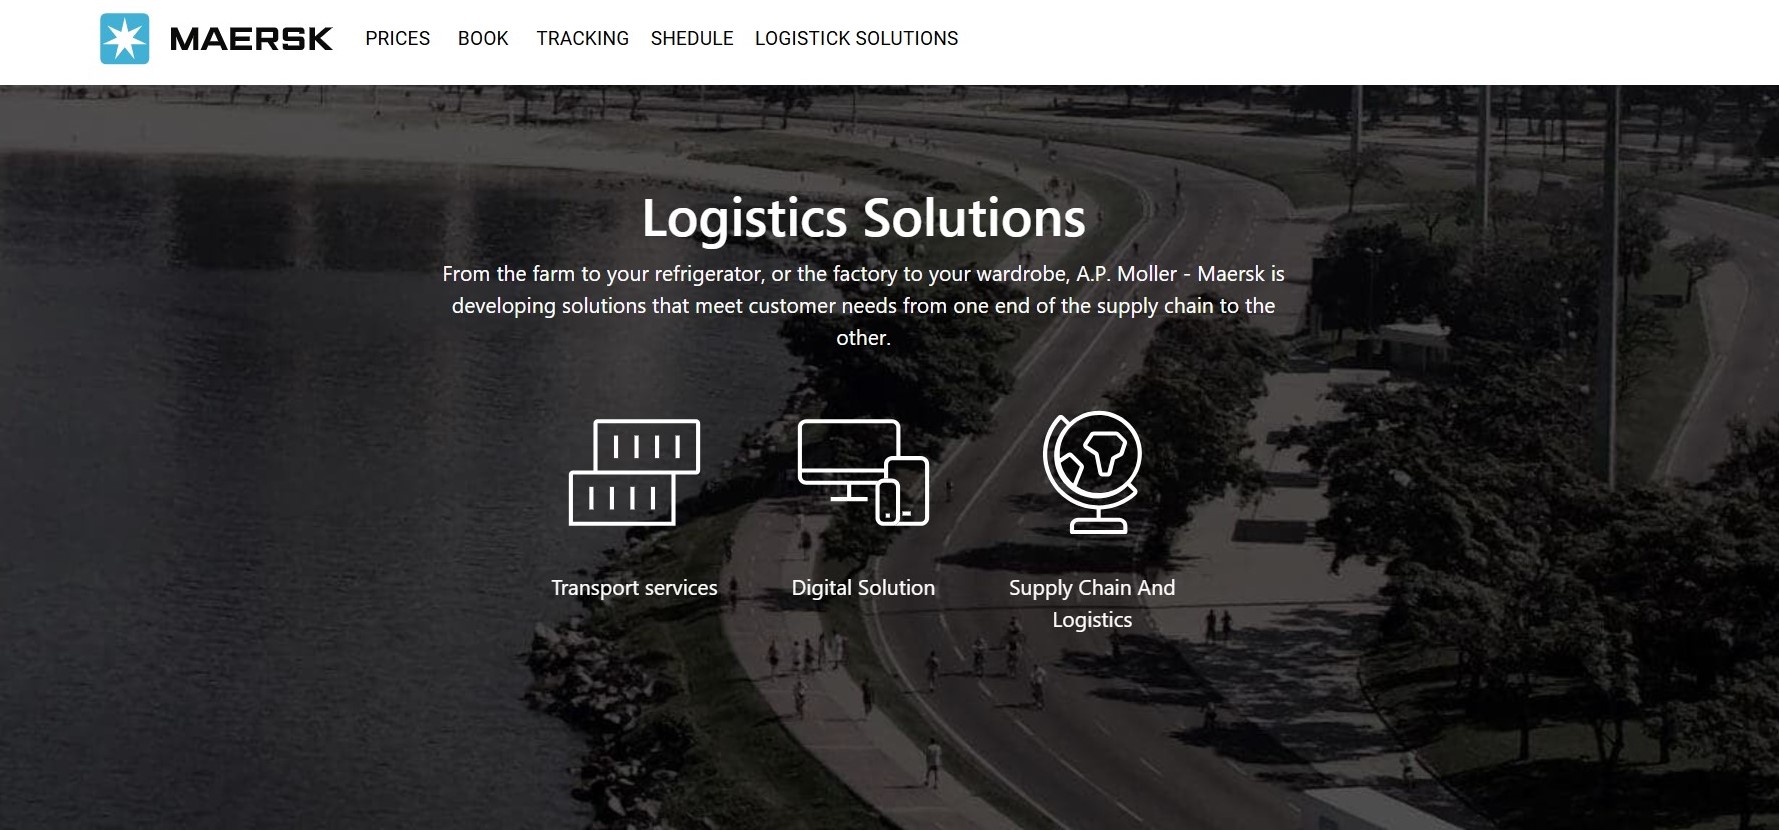 MAERSK PRICES BOOK TRACKING SHEDULE LOGISTICK SOLUTIONS
Logistics Solutions
From the farm to your refrigerator, or the factory to your wardrobe, A.P. Moller - Maersk is
developing solutions that meet customer needs from one end of the supply chain to the
other.
Transport services
Digital Solution
Supply Chain And
Logistics